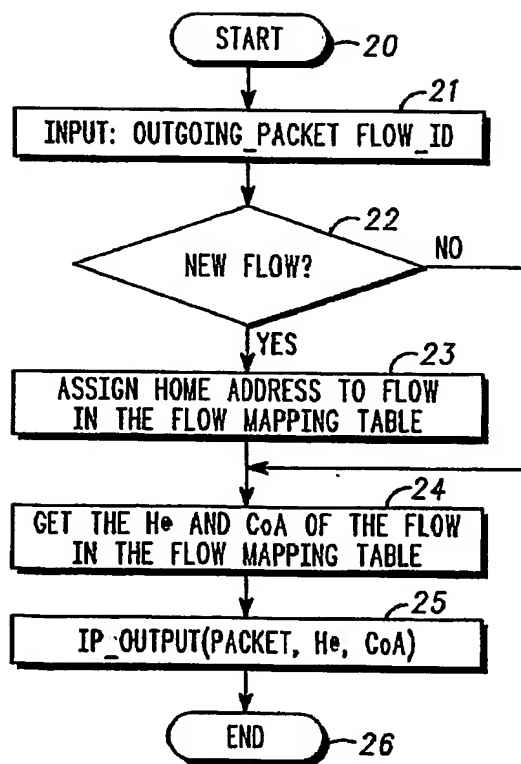 START
20
21
INPUT: OUTGOING_PACKET FLOW_ID
22
NEW FLOW?
NO
YES
23
ASSIGN HOME ADDRESS TO FLOW
IN THE FLOW MAPPING TABLE
24
GET THE He AND CoA OF THE FLOW
IN THE FLOW MAPPING TABLE
25
IP_OUTPUT(PACKET, He, CoA)
END
26